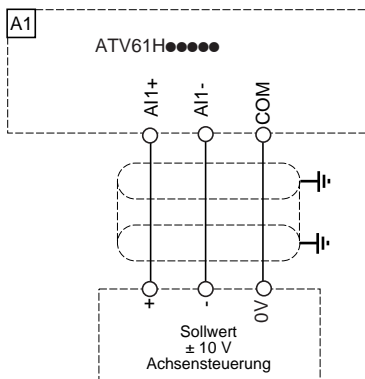 A1
ATV61H●●●●●
AI1+
AI1-
COM
+
-
0V
Sollwert
± 10 V
Achsensteuerung